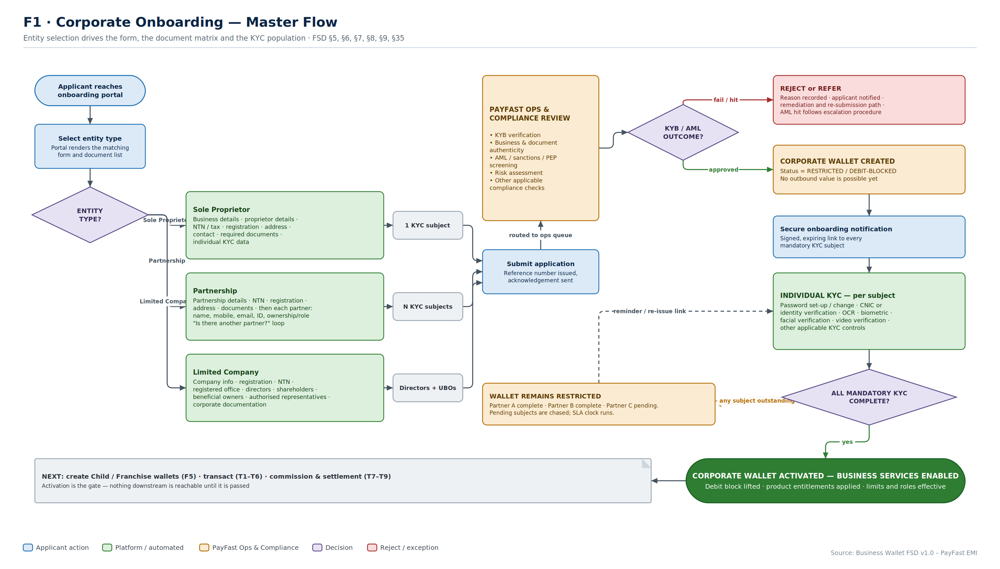 F1 · Corporate Onboarding — Master Flow
Entity selection drives the form, the document matrix and the KYC population · FSD §5, §6, §7, §8, §9, §35
Applicant reaches
onboarding portal
Select entity type
Portal renders the matching
form and document list
ENTITY
TYPE?
Sole Propriet
Partnership
Limited Compa
Sole Proprietor
Business details · proprietor details ·
NTN / tax · registration · address ·
contact · required documents ·
individual KYC data
Partnership
Partnership details · NTN · registration ·
address · documents · then each partner:
name, mobile, email, ID, ownership/role
"Is there another partner?" loop
Limited Company
Company info · registration · NTN ·
registered office · directors · shareholders ·
beneficial owners · authorised representatives ·
corporate documentation
1 KYC subject
N KYC subjects
Directors + UBOs
PAYFAST OPS &
COMPLIANCE REVIEW
• KYB verification
• Business & document
authenticity
• AML / sanctions / PEP
screening
• Risk assessment
• Other applicable
compliance checks
routed to ops queue
Submit application
Reference number issued,
acknowledgement sent
KYB / AML
OUTCOME?
fail / hit
approved
REJECT or REFER
Reason recorded · applicant notified ·
remediation and re-submission path ·
AML hit follows escalation procedure
CORPORATE WALLET CREATED
Status = RESTRICTED / DEBIT-BLOCKED
No outbound value is possible yet
Secure onboarding notification
Signed, expiring link to every
mandatory KYC subject
INDIVIDUAL KYC — per subject
Password set-up / change · CNIC or
identity verification · OCR · biometric ·
facial verification · video verification ·
other applicable KYC controls
reminder / re-issue link
WALLET REMAINS RESTRICTED
Partner A complete · Partner B complete · Partner C pending.
Pending subjects are chased; SLA clock runs.
any subject outstanding
ALL MANDATORY KYC
COMPLETE?
yes
CORPORATE WALLET ACTIVATED — BUSINESS SERVICES ENABLED
Debit block lifted · product entitlements applied · limits and roles effective
NEXT: create Child / Franchise wallets (F5) · transact (T1–T6) · commission & settlement (T7–T9)
Activation is the gate — nothing downstream is reachable until it is passed
Applicant action
Platform / automated
PayFast Ops & Compliance
Decision
Reject / exception
Source: Business Wallet FSD v1.0 – PayFast EMI